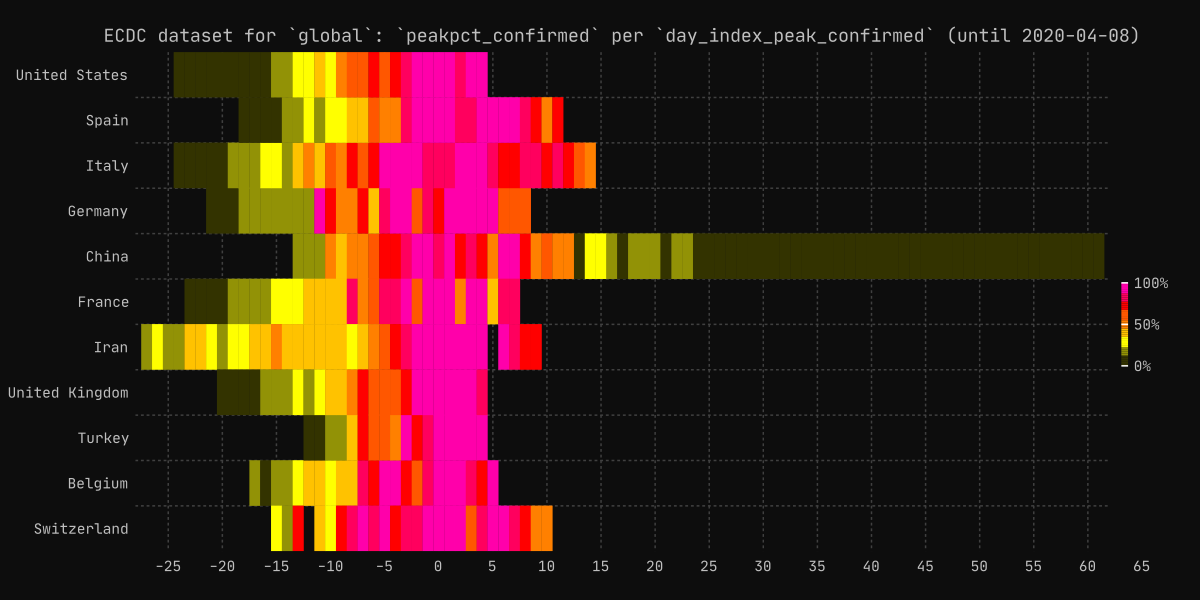 ECDC dataset for `global`: `peakpct_confirmed` per `day_index_peak_confirmed` (until 2020-04-08)
United States
Spain
Italy
Germany
China
France
Iran
United Kingdom
Turkey
Belgium
Switzerland
100%
50%
0%
-25 -20 -15 -10 -5 0 5 10 15 20 25 30 35 40 45 50 55 60 65